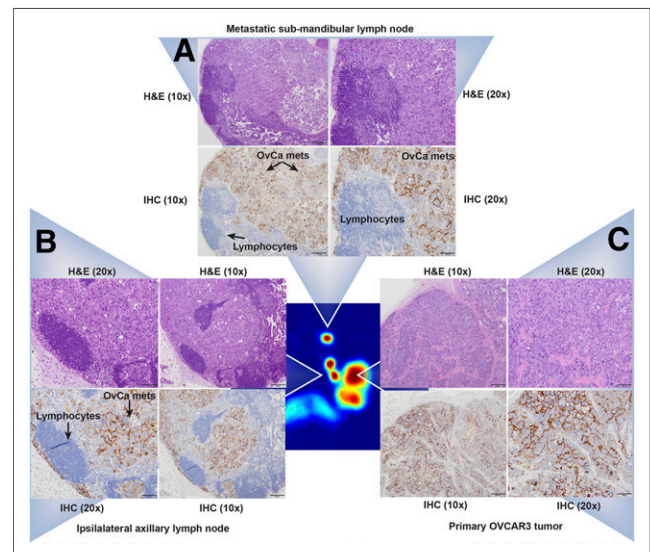 Metastatic sub-mandibular lymph node
A
H&E (10x)
H&E (20x)
OvCa mets
OvCa mets
IHC (10x)
IHC (20x)
Lymphocytes
Lymphocytes
B
C
H&E (20x)
H&E (10x)
H&E (10x)
H&E (20x)
OvCa mets
Lymphocytes
IHC (20x)
IHC (10x)
IHC (10x)
IHC (20x)
Ipsilalateral axillary lymph node
Primary OVCAR3 tumor